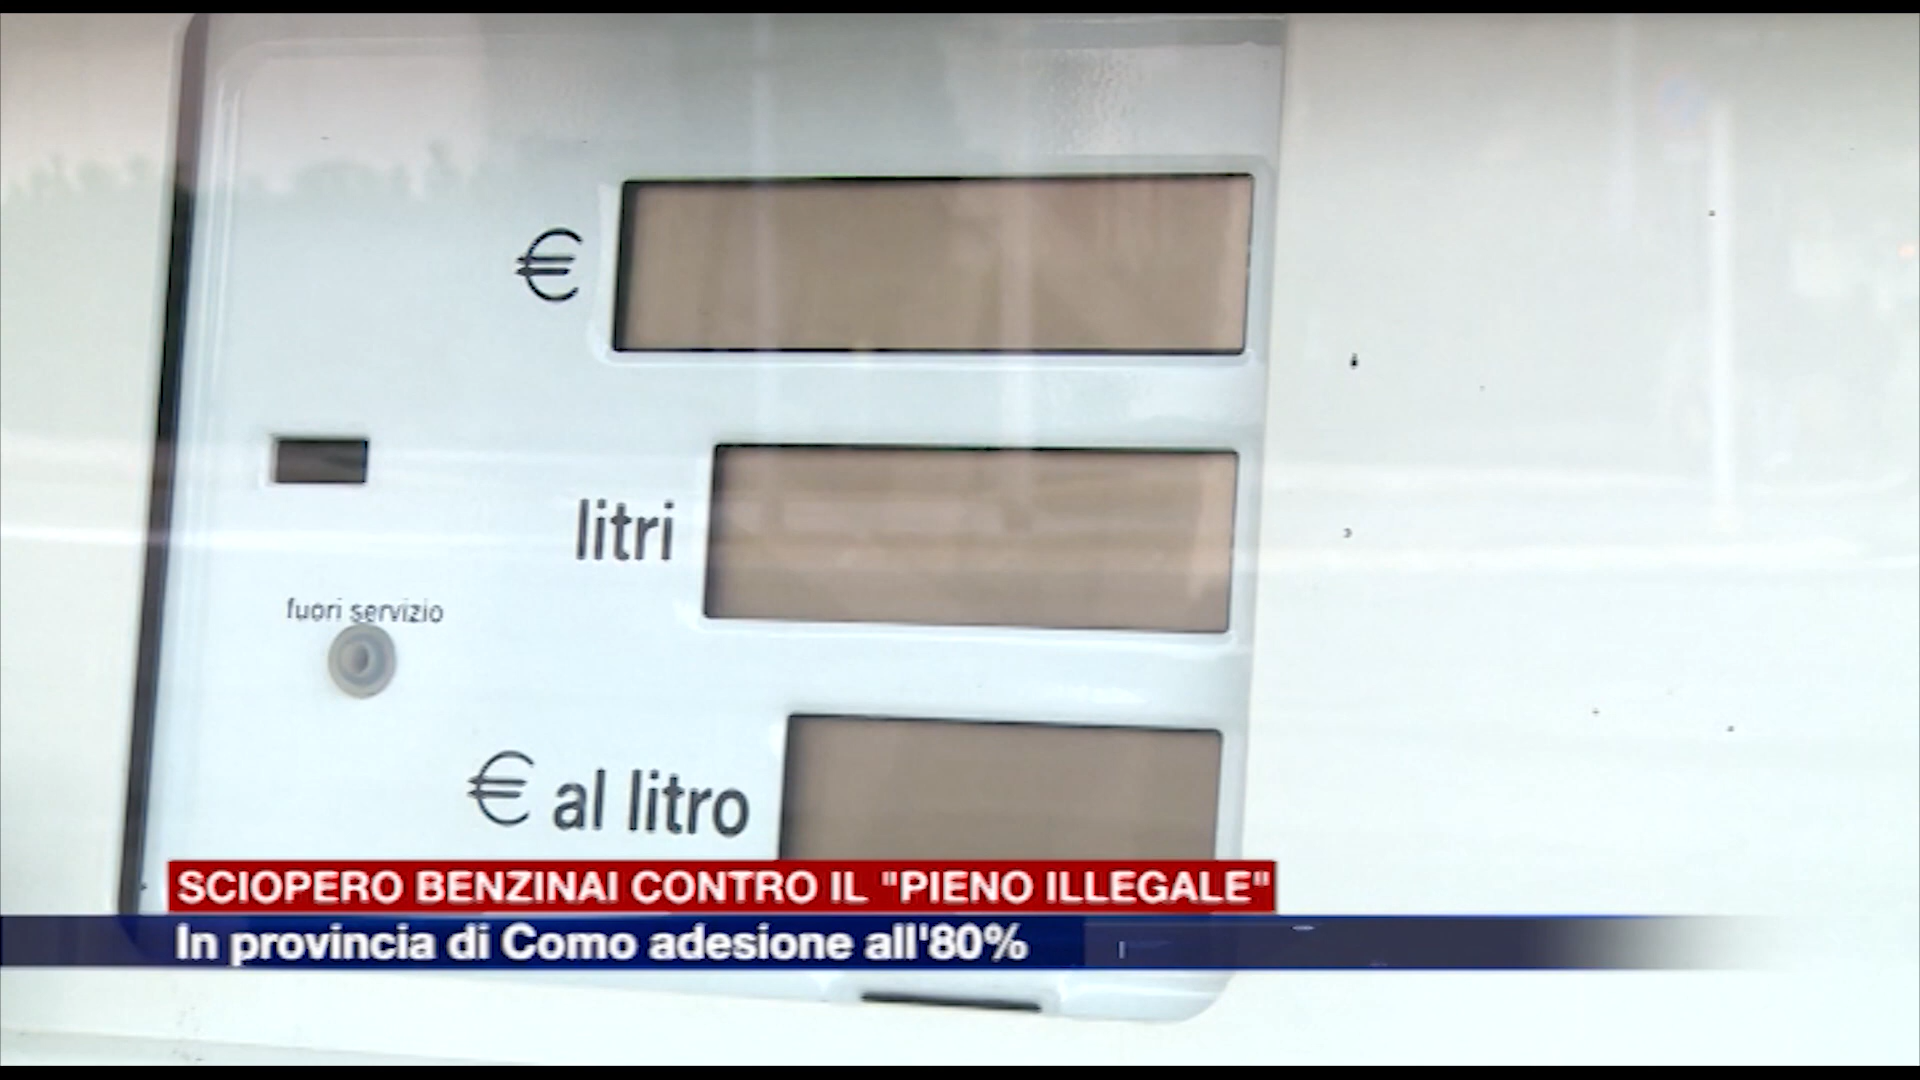 €
litri
fuori servizio
€ al litro
SCIOPERO BENZINAI CONTRO IL "PIENO ILLEGALE"
In provincia di Como adesione all'80%